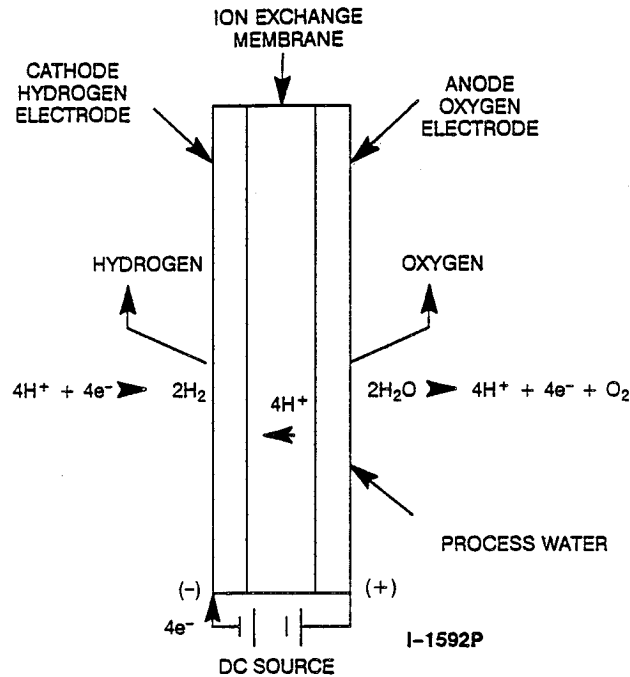 ION EXCHANGE
MEMBRANE
CATHODE
HYDROGEN
ELECTRODE
ANODE
OXYGEN
ELECTRODE
HYDROGEN
OXYGEN
4H⁺ + 4e⁻ ➤ 2H₂
4H⁺
2H₂O ➤ 4H⁺ + 4e⁻ + O₂
PROCESS WATER
(-)
(+)
4e⁻
I-1592P
DC SOURCE